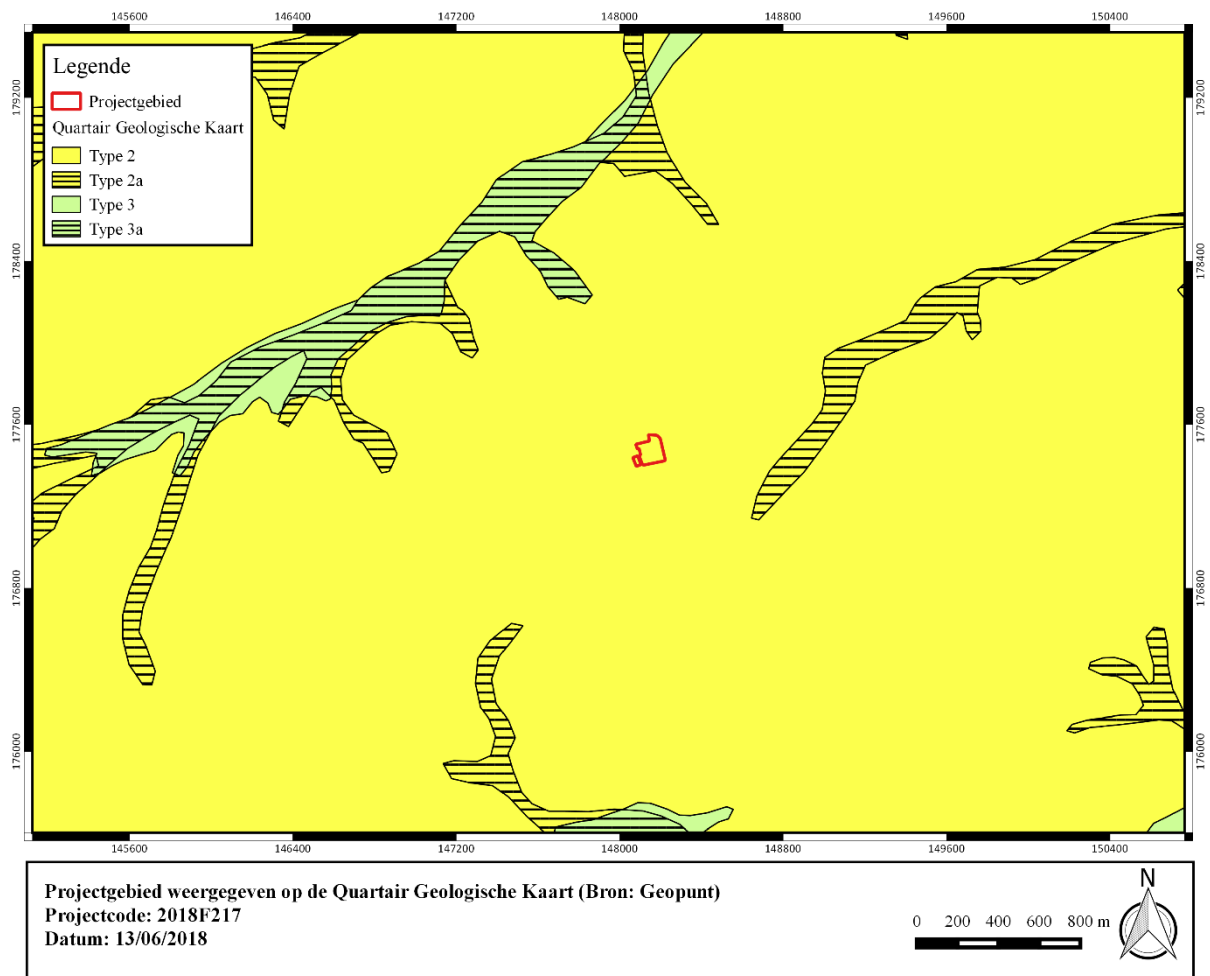 145600 146400 147200 148000 148800 149600 150400
179200 179200
178400 178400
177600 177600
176800 176800
176000 176000
Legende
Projectgebied
Quartair Geologische Kaart
Type 2
Type 2a
Type 3
Type 3a
145600 146400 147200 148000 148800 149600 150400
Projectgebied weergegeven op de Quartair Geologische Kaart (Bron: Geopunt)
Projectcode: 2018F217
Datum: 13/06/2018
0 200 400 600 800 m
N